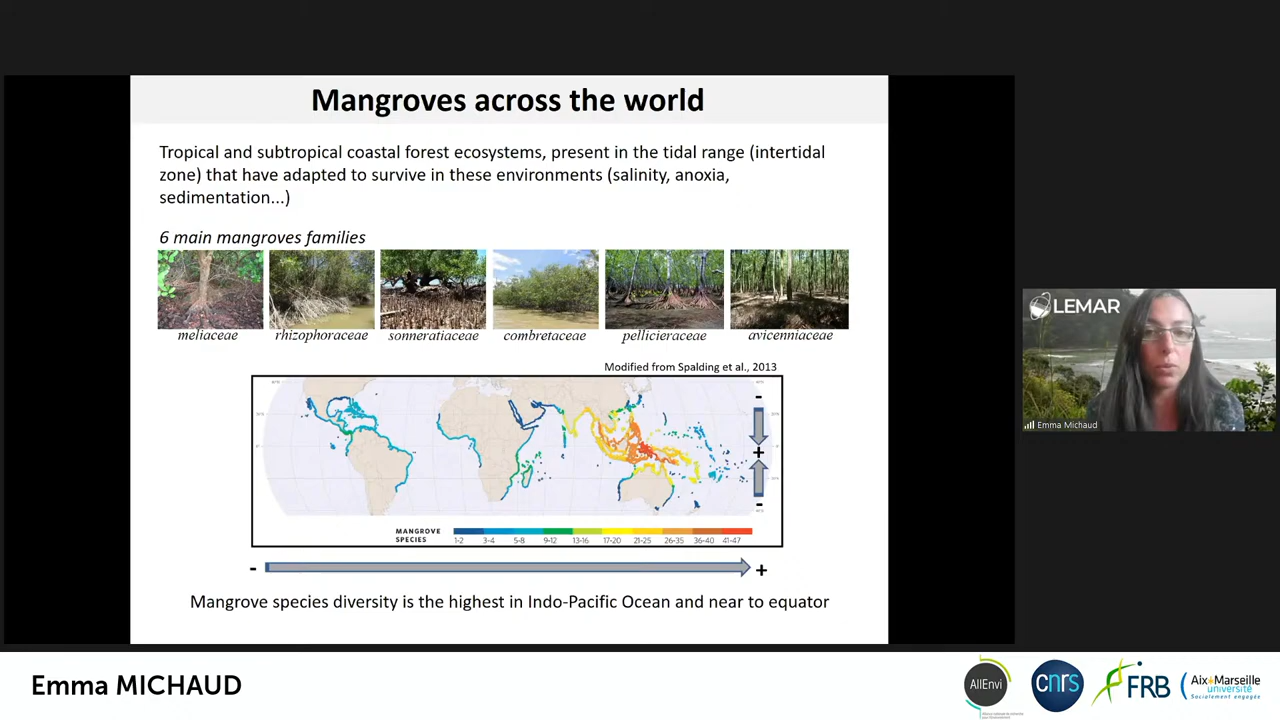 Mangroves across the world
Tropical and subtropical coastal forest ecosystems, present in the tidal range (intertidal
zone) that have adapted to survive in these environments (salinity, anoxia,
sedimentation...)
6 main mangroves families
meliaceae rhizophoraceae sonneratiaceae combretaceae pellicieraceae avicenniaceae
Modified from Spalding et al., 2013
-
+
-
MANGROVE
SPECIES
1-2 3-4 5-8 9-12 13-16 17-20 21-25 26-35 36-40 41-47
- +
Mangrove species diversity is the highest in Indo-Pacific Ocean and near to equator
LEMAR
Emma Michaud
Emma MICHAUD
AllEnvi
cnrs
FRB
Aix+Marseille
université
Socialement engagée